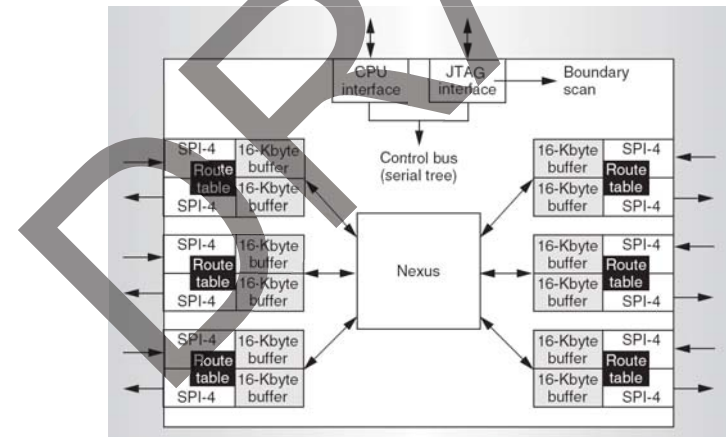 CPU
interface
JTAG
interface
Boundary
scan
Control bus
(serial tree)
SPI-4
16-Kbyte
buffer
Route
table
16-Kbyte
buffer
SPI-4
16-Kbyte
buffer
SPI-4
Route
table
16-Kbyte
buffer
SPI-4
SPI-4
16-Kbyte
buffer
Route
table
16-Kbyte
buffer
SPI-4
Nexus
16-Kbyte
buffer
SPI-4
Route
table
16-Kbyte
buffer
SPI-4
SPI-4
16-Kbyte
buffer
Route
table
16-Kbyte
buffer
SPI-4
16-Kbyte
buffer
SPI-4
Route
table
16-Kbyte
buffer
SPI-4